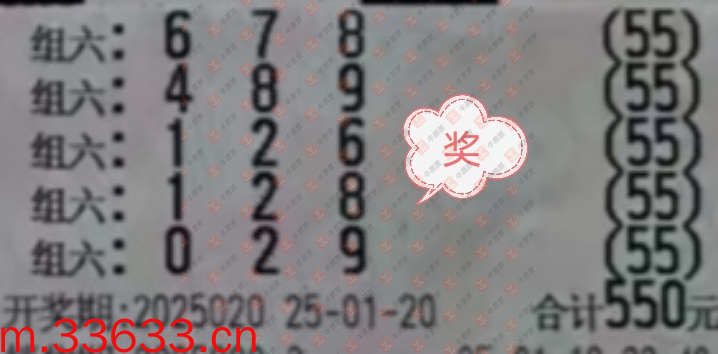 组六: 6 7 8 (55)
组六: 4 8 9 (55)
组六: 1 2 6 (55)
奖
组六: 1 2 8 (55)
组六: 0 2 9 (55)
开奖期:2025020 25-01-20 合计550元
m.33633.cn